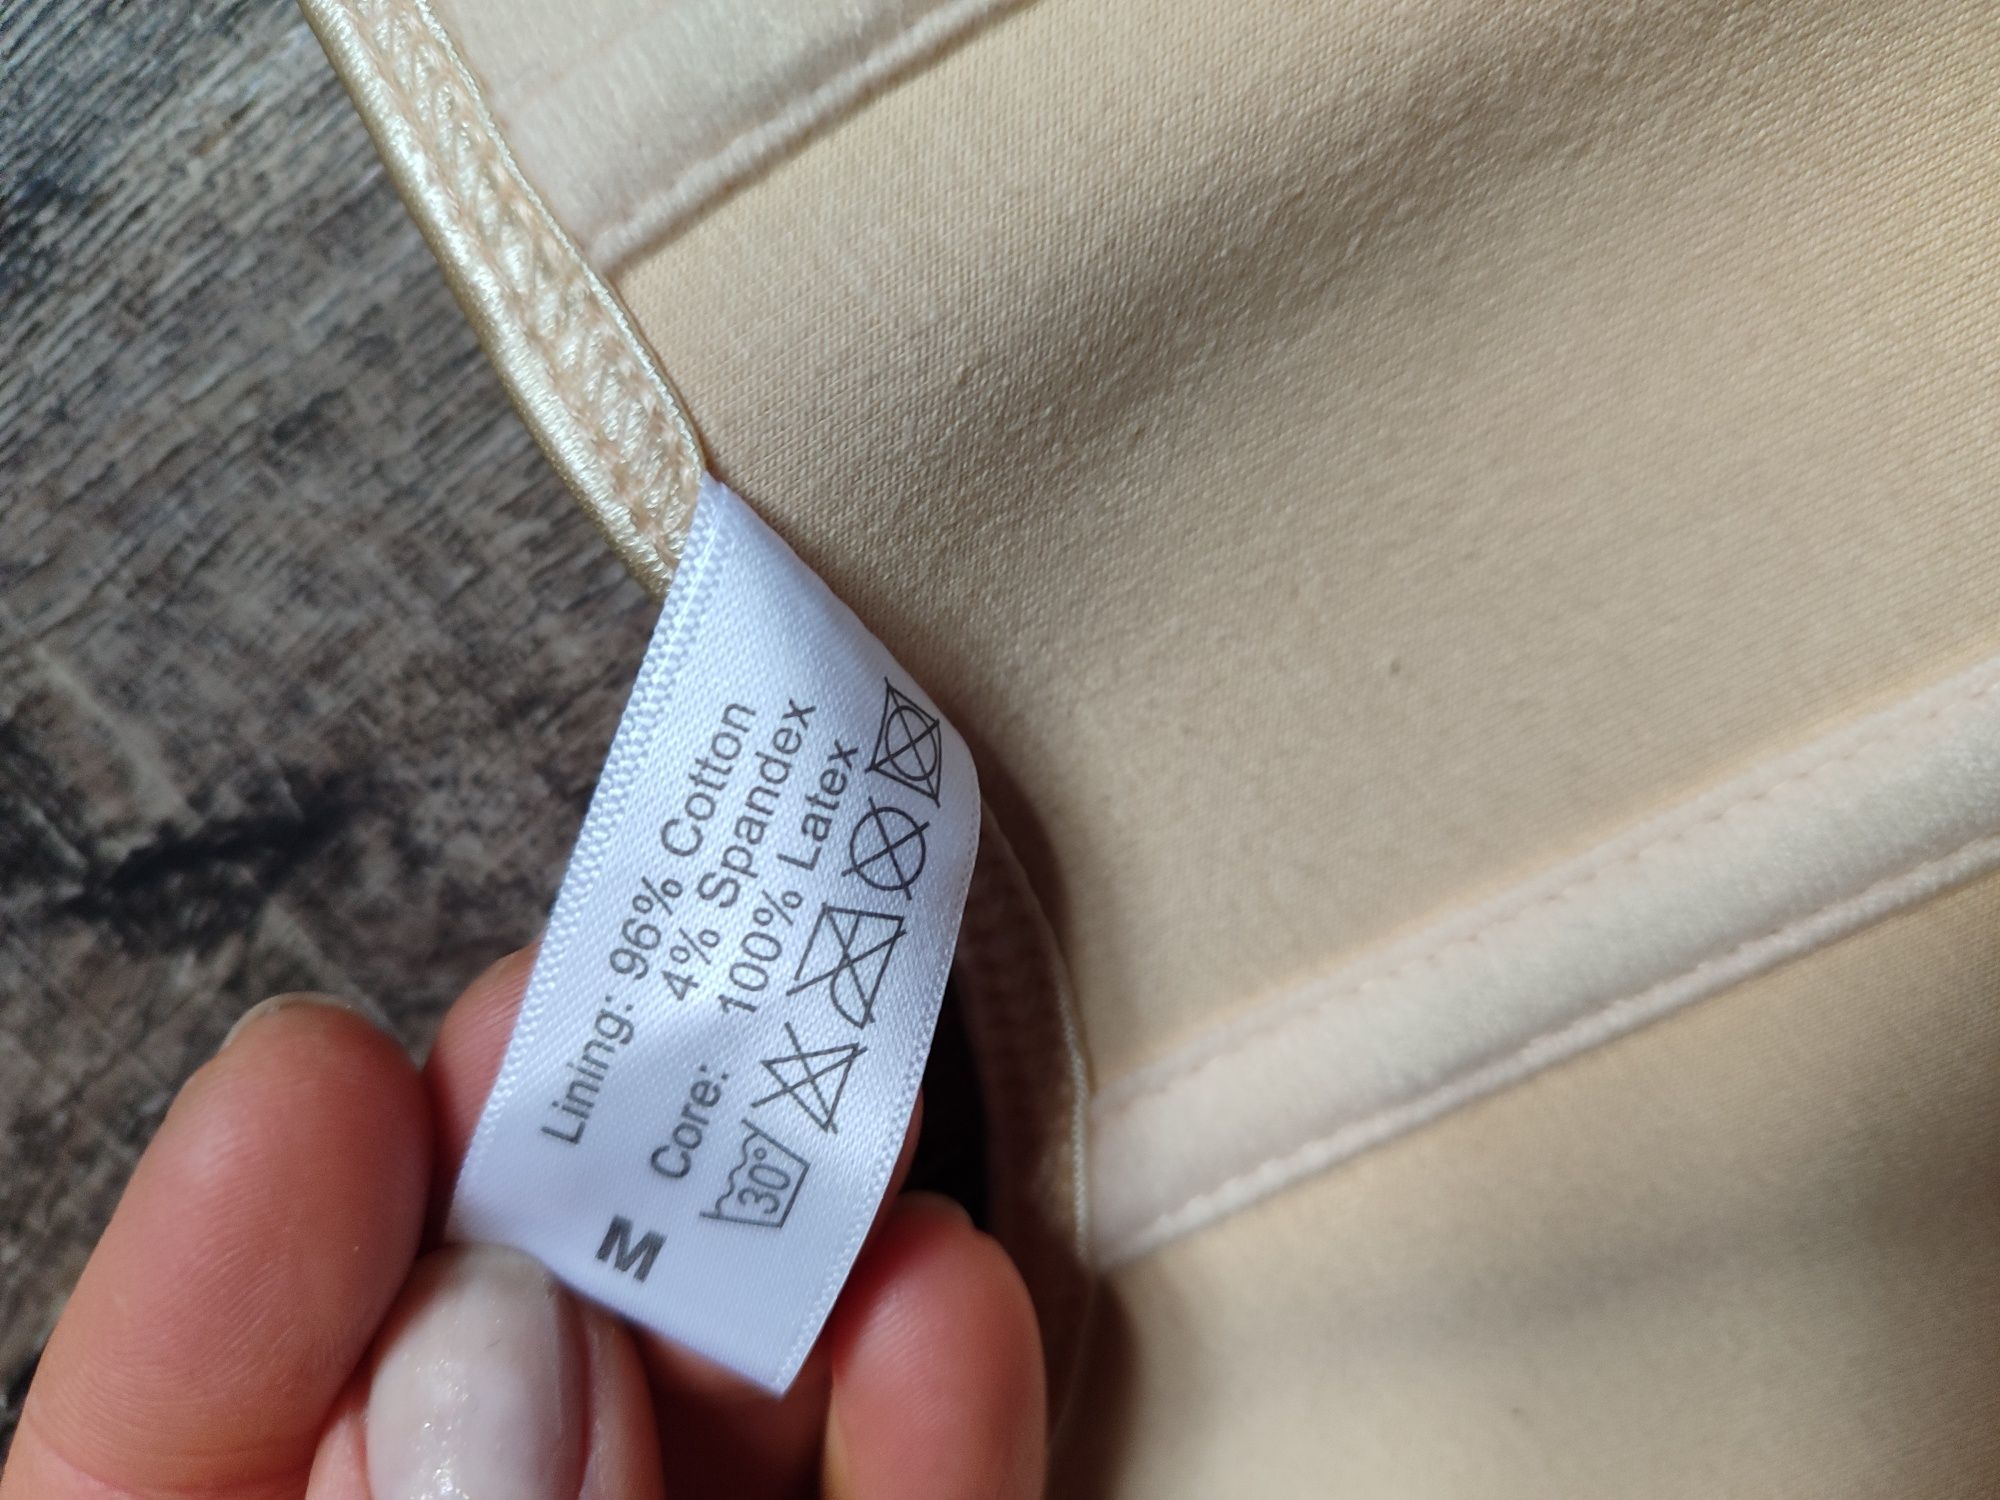 Lining: 96% Cotton
4% Spandex
Core: 100% Latex
30°
M